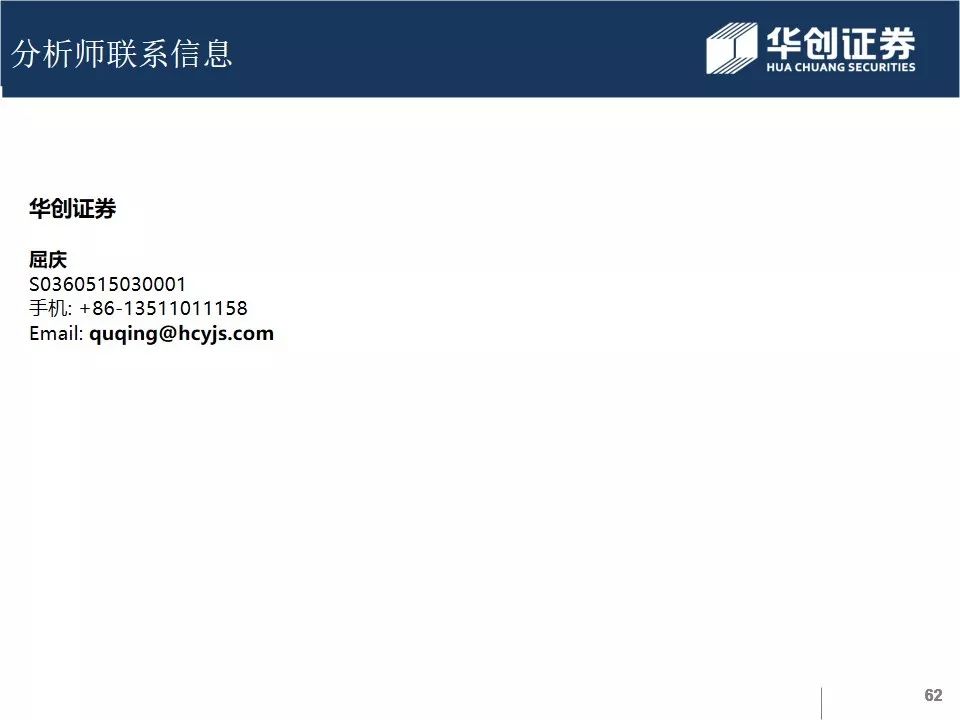 分析师联系信息
华创证券
HUA CHUANG SECURITIES
华创证券
屈庆
S0360515030001
手机: +86-13511011158
Email: quqing@hcyjs.com
62